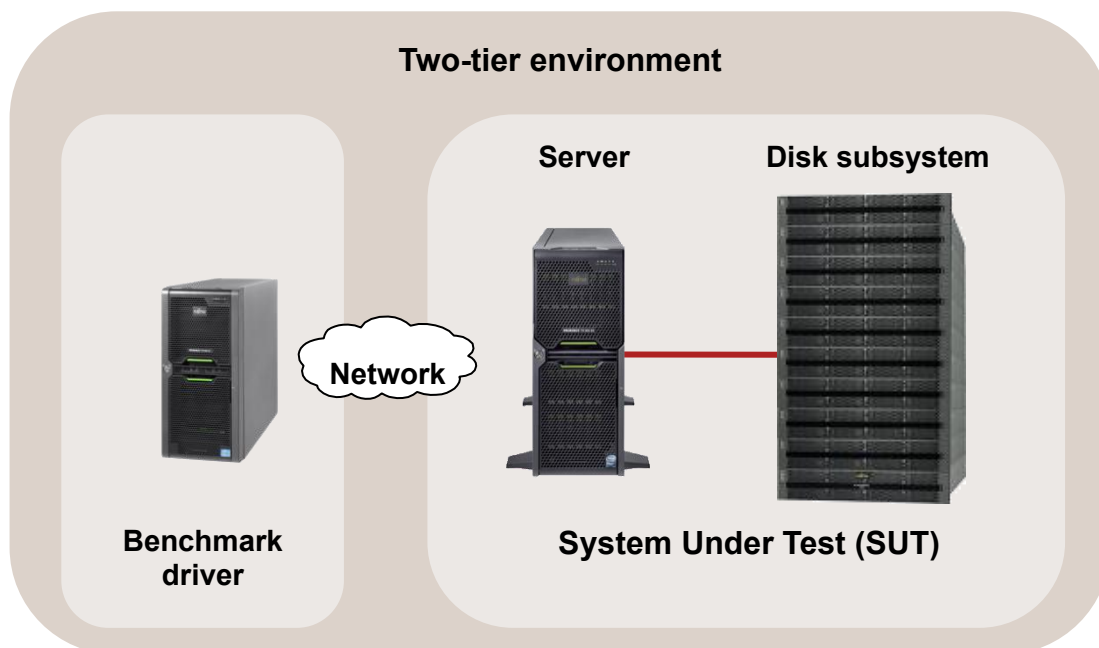 Two-tier environment
Server
Disk subsystem
Network
Benchmark
driver
System Under Test (SUT)